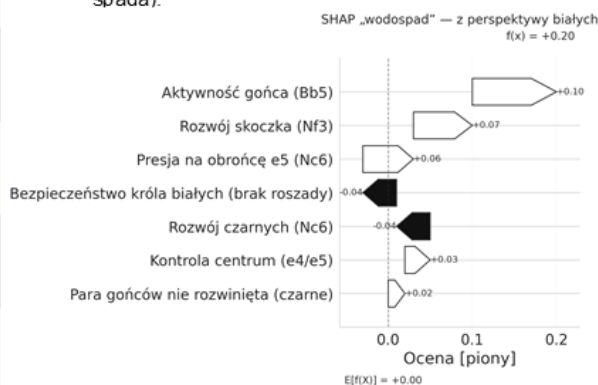 spada).
SHAP „wodospad” — z perspektywy białych
f(x) = +0.20
Aktywność gońca (Bb5)
+0.10
Rozwój skoczka (Nf3)
+0.07
Presja na obrońcę e5 (Nc6)
+0.06
Bezpieczeństwo króla białych (brak roszady)
-0.04
Rozwój czarnych (Nc6)
-0.04
Kontrola centrum (e4/e5)
+0.03
Para gońców nie rozwinięta (czarne)
+0.02
0.0 0.1 0.2
Ocena [piony]
E[f(X)] = +0.00